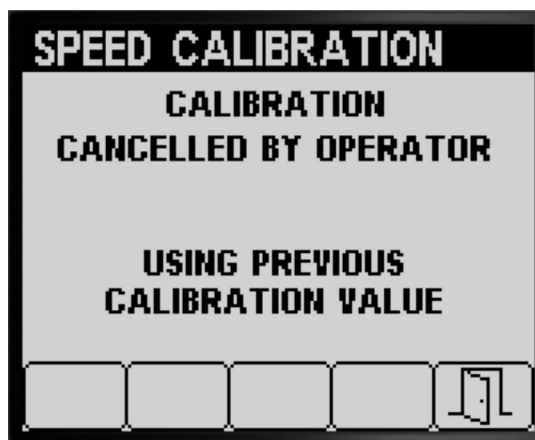 SPEED CALIBRATION
CALIBRATION
CANCELLED BY OPERATOR
USING PREVIOUS
CALIBRATION VALUE